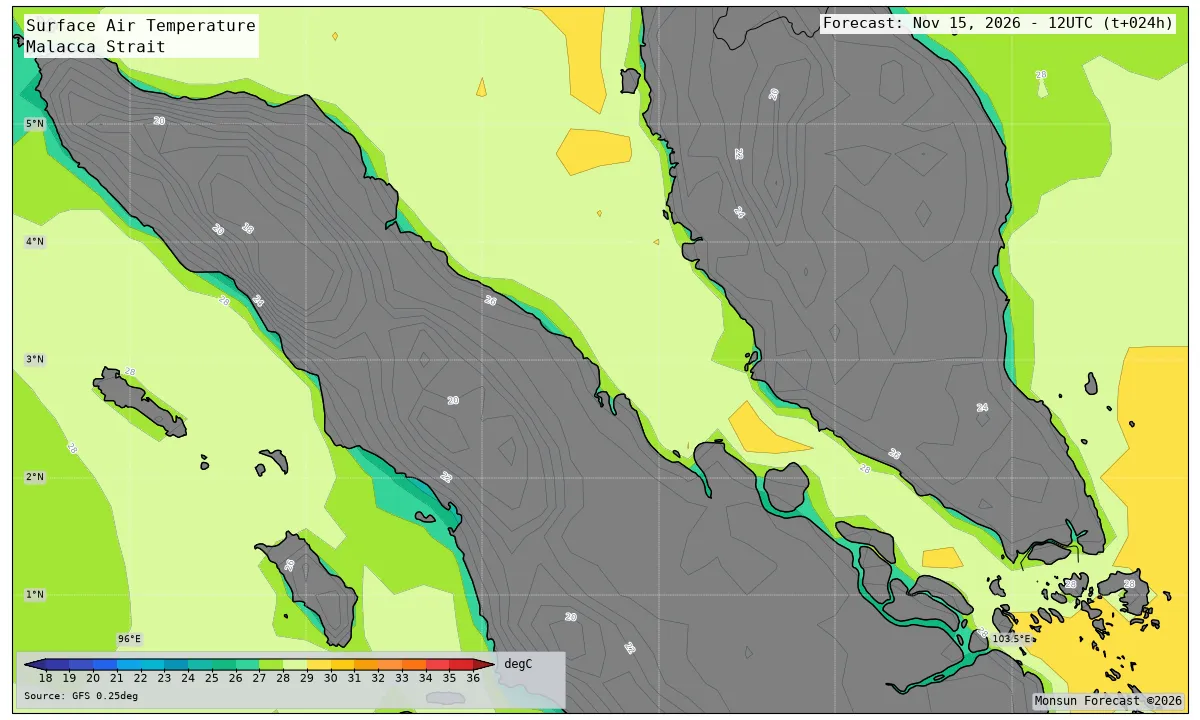 Surface Air Temperature
Malacca Strait
Forecast: Nov 15, 2026 - 12UTC (t+024h)
28
20
20
5°N
22
24
20
18
4°N
28
24
26
3°N
28
20
24
28
26
28
22
2°N
26
28
28
1°N
20
28
96°E
103.5°E
22
degC
18 19 20 21 22 23 24 25 26 27 28 29 30 31 32 33 34 35 36
Source: GFS 0.25deg
Monsun Forecast ©2026